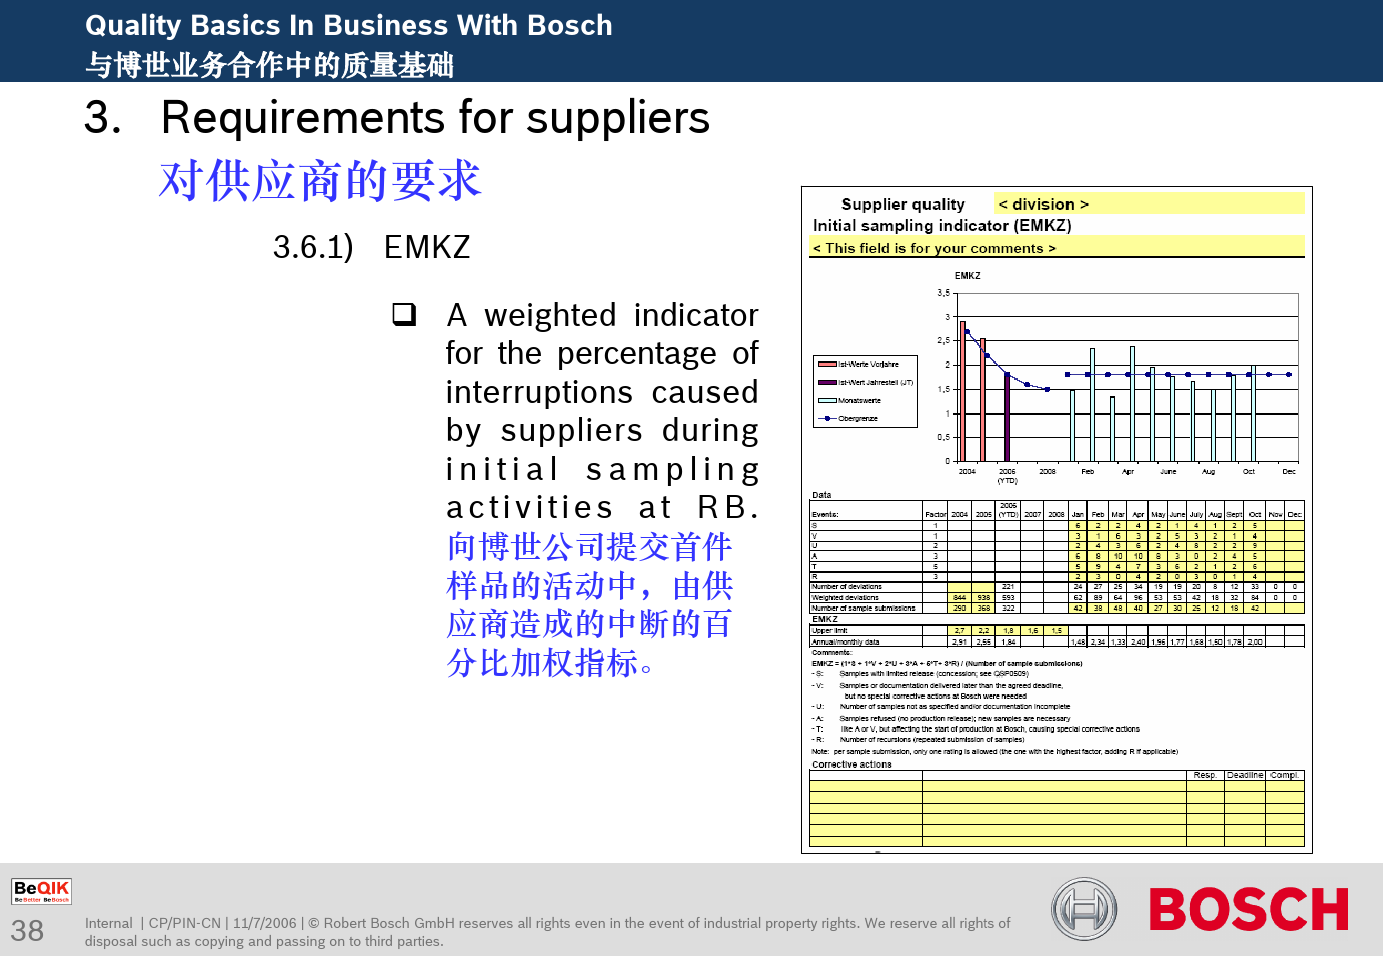 Quality Basics In Business With Bosch
与博世业务合作中的质量基础
3. Requirements for suppliers
对供应商的要求
3.6.1) EMKZ
❑ A weighted indicator
for the percentage of
interruptions caused
by suppliers during
initial sampling
activities at RB.
向博世公司提交首件
样品的活动中，由供
应商造成的中断的百
分比加权指标。
Supplier quality < division >
Initial sampling indicator (EMKZ)
< This field is for your comments >
EMKZ
3,5
3
2,5
2
1,5
1
0,5
0
Ist-Werte Vorjahre
Ist-Wert Jahresteil (JT)
Monatswerte
Obergrenze
2004 2006 2008 Feb Apr June Aug Oct Dec
(YTD)
Data
Events: Factor 2004 2005 2006 (YTD) 2007 2008 Jan Feb Mar Apr May June July Aug Sept Oct Nov Dec
S 1 6 2 2 4 2 1 4 1 2 5
V 1 3 1 6 3 2 5 3 2 1 4
U 2 2 4 3 6 2 4 8 2 2 9
A 3 6 8 10 10 8 3 0 2 4 5
T 5 5 9 4 7 3 6 2 1 2 6
R 3 2 3 0 4 2 0 3 0 1 4
Number of deviations 221 24 27 25 34 19 19 20 8 12 33 0 0
Weighted deviations 844 938 593 62 89 64 96 53 53 42 18 32 84 0 0
Number of sample submissions 290 368 322 42 38 48 40 27 30 25 12 18 42
EMKZ
Upper limit 2,7 2,2 1,8 1,6 1,5
Annual/monthly data 2,91 2,55 1,84 1,48 2,34 1,33 2,40 1,96 1,77 1,68 1,50 1,78 2,00
Comments:
EMKZ = (1*S + 1*V + 2*U + 3*A + 5*T+ 3*R) / (Number of sample submissions)
- S: Samples with limited release (concession; see QSP0509)
- V: Samples or documentation delivered later than the agreed deadline,
but no special corrective actions at Bosch were needed
- U: Number of samples not as specified and/or documentation incomplete
- A: Samples refused (no production release); new samples are necessary
- T: like A or V, but affecting the start of production at Bosch, causing special corrective actions
- R: Number of recursions (repeated submission of samples)
Note: per sample submission, only one rating is allowed (the one with the highest factor, adding R if applicable)
Corrective actions
Resp. Deadline Compl.
BeQIK
Be Better Be Bosch
38
Internal | CP/PIN-CN | 11/7/2006 | © Robert Bosch GmbH reserves all rights even in the event of industrial property rights. We reserve all rights of
disposal such as copying and passing on to third parties.
BOSCH